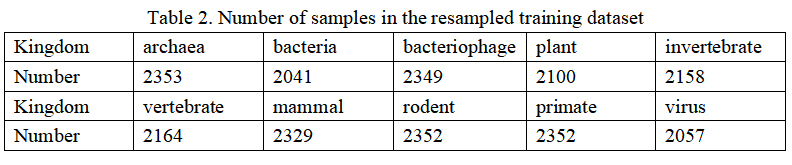 Table 2. Number of samples in the resampled training dataset
Kingdom archaea bacteria bacteriophage plant invertebrate
Number 2353 2041 2349 2100 2158
Kingdom vertebrate mammal rodent primate virus
Number 2164 2329 2352 2352 2057